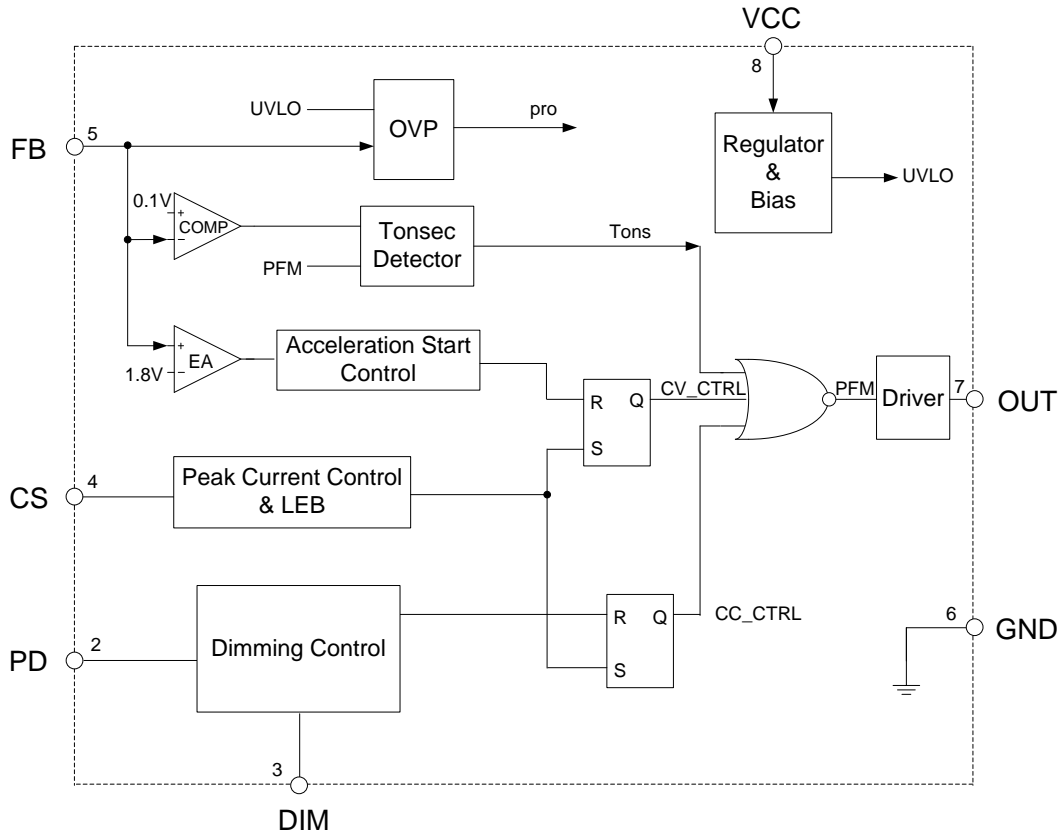 VCC
8
UVLO
OVP
pro
FB
5
Regulator
&
Bias
UVLO
0.1V
+
COMP
−
Tonsec
Detector
Tons
PFM
+
EA
1.8V
−
Acceleration Start
Control
R
Q
S
CV_CTRL
PFM
Driver
7
OUT
CS
4
Peak Current Control
& LEB
PD
2
Dimming Control
R
Q
S
CC_CTRL
6
GND
3
DIM